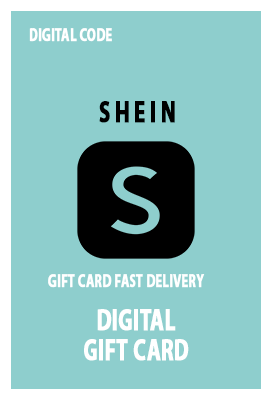 DIGITAL CODE
SHEIN
S
GIFT CARD FAST DELIVERY
DIGITAL
GIFT CARD